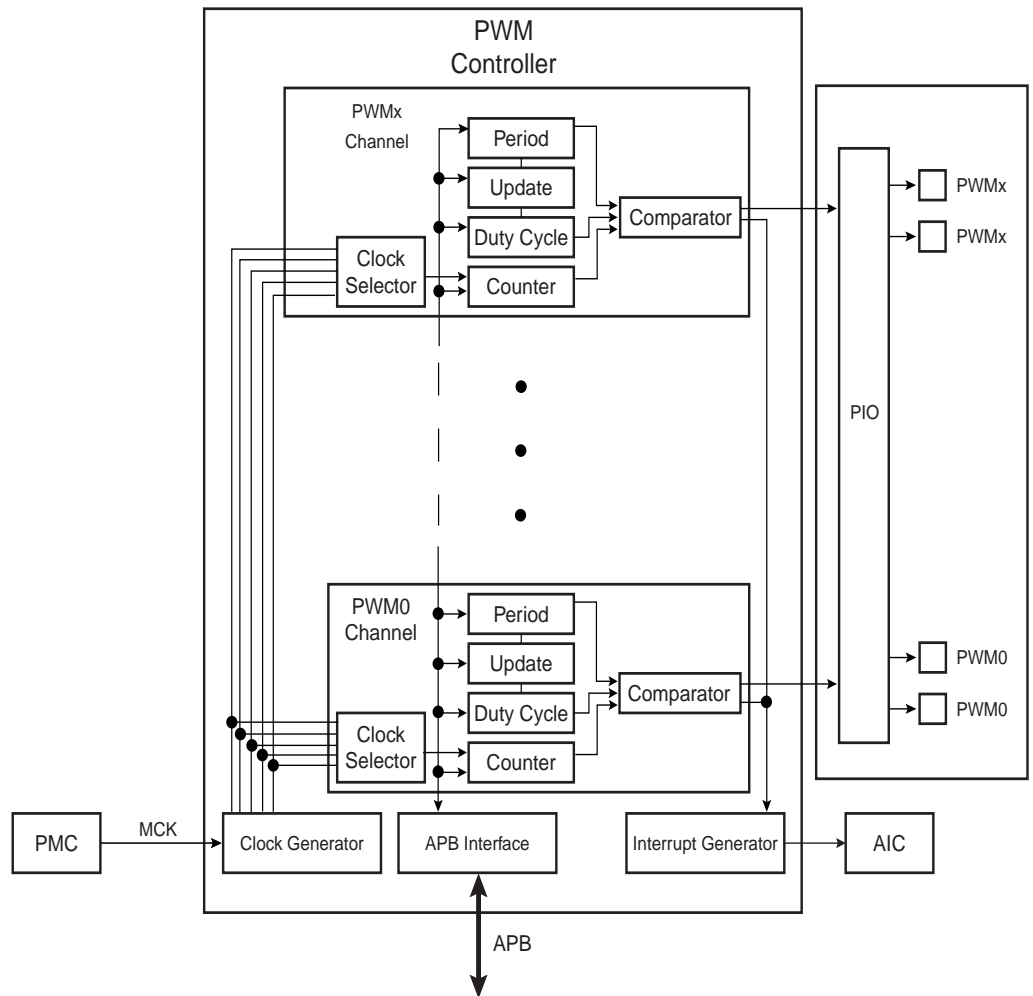 PWM
Controller
PWMx
Channel
Period
Update
Duty Cycle
Comparator
Clock
Selector
Counter
PWMx
PWMx
PIO
PWM0
Channel
Period
Update
Duty Cycle
Comparator
Clock
Selector
Counter
PWM0
PWM0
PMC
MCK
Clock Generator
APB Interface
Interrupt Generator
AIC
APB